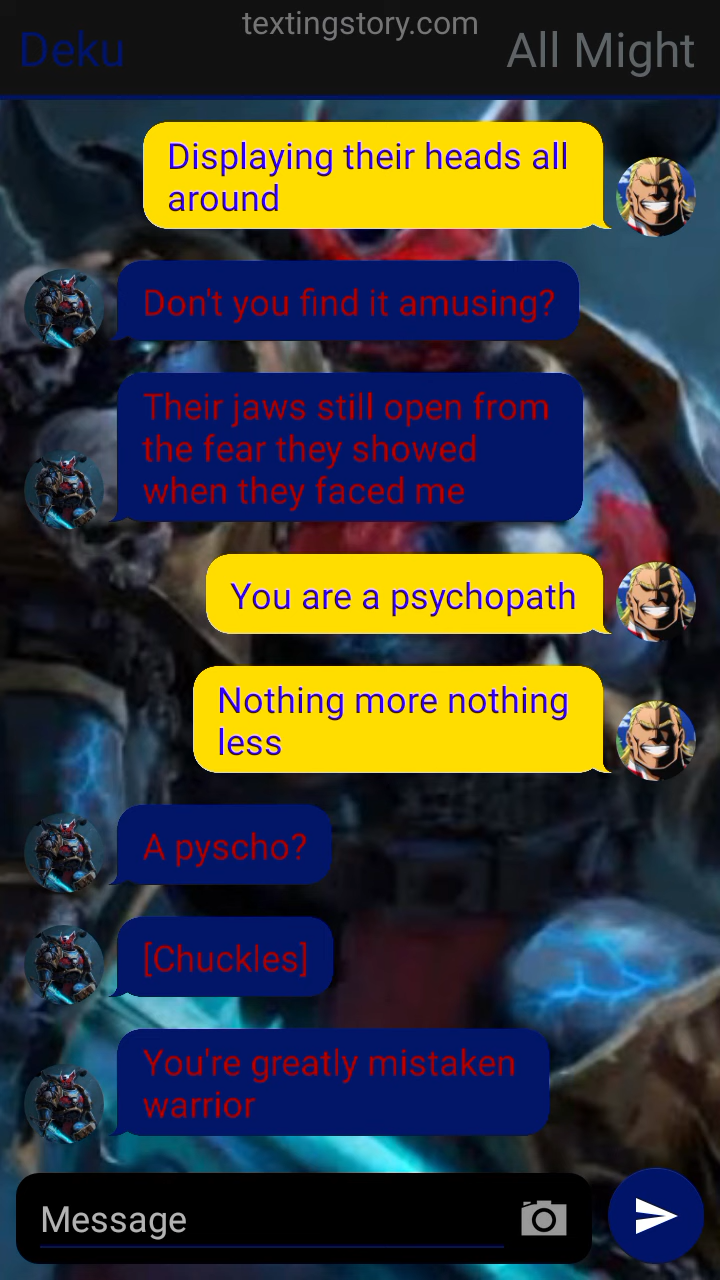 textingstory.com
Deku
All Might
Displaying their heads all
around
Don't you find it amusing?
Their jaws still open from
the fear they showed
when they faced me
You are a psychopath
Nothing more nothing
less
A pyscho?
[Chuckles]
You're greatly mistaken
warrior
Message